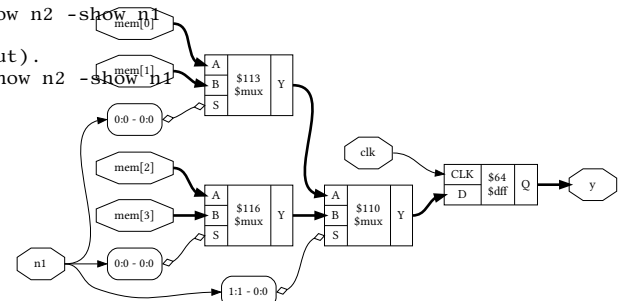 ow n2 -show n1
mem[0]
ut).
mem[1]
ow n2 -show n1
A
B
S
$113
$mux
Y
0:0 - 0:0
mem[2]
mem[3]
A
B
S
$116
$mux
Y
A
B
S
$110
$mux
Y
clk
CLK
D
$64
$dff
Q
y
n1
0:0 - 0:0
1:1 - 0:0